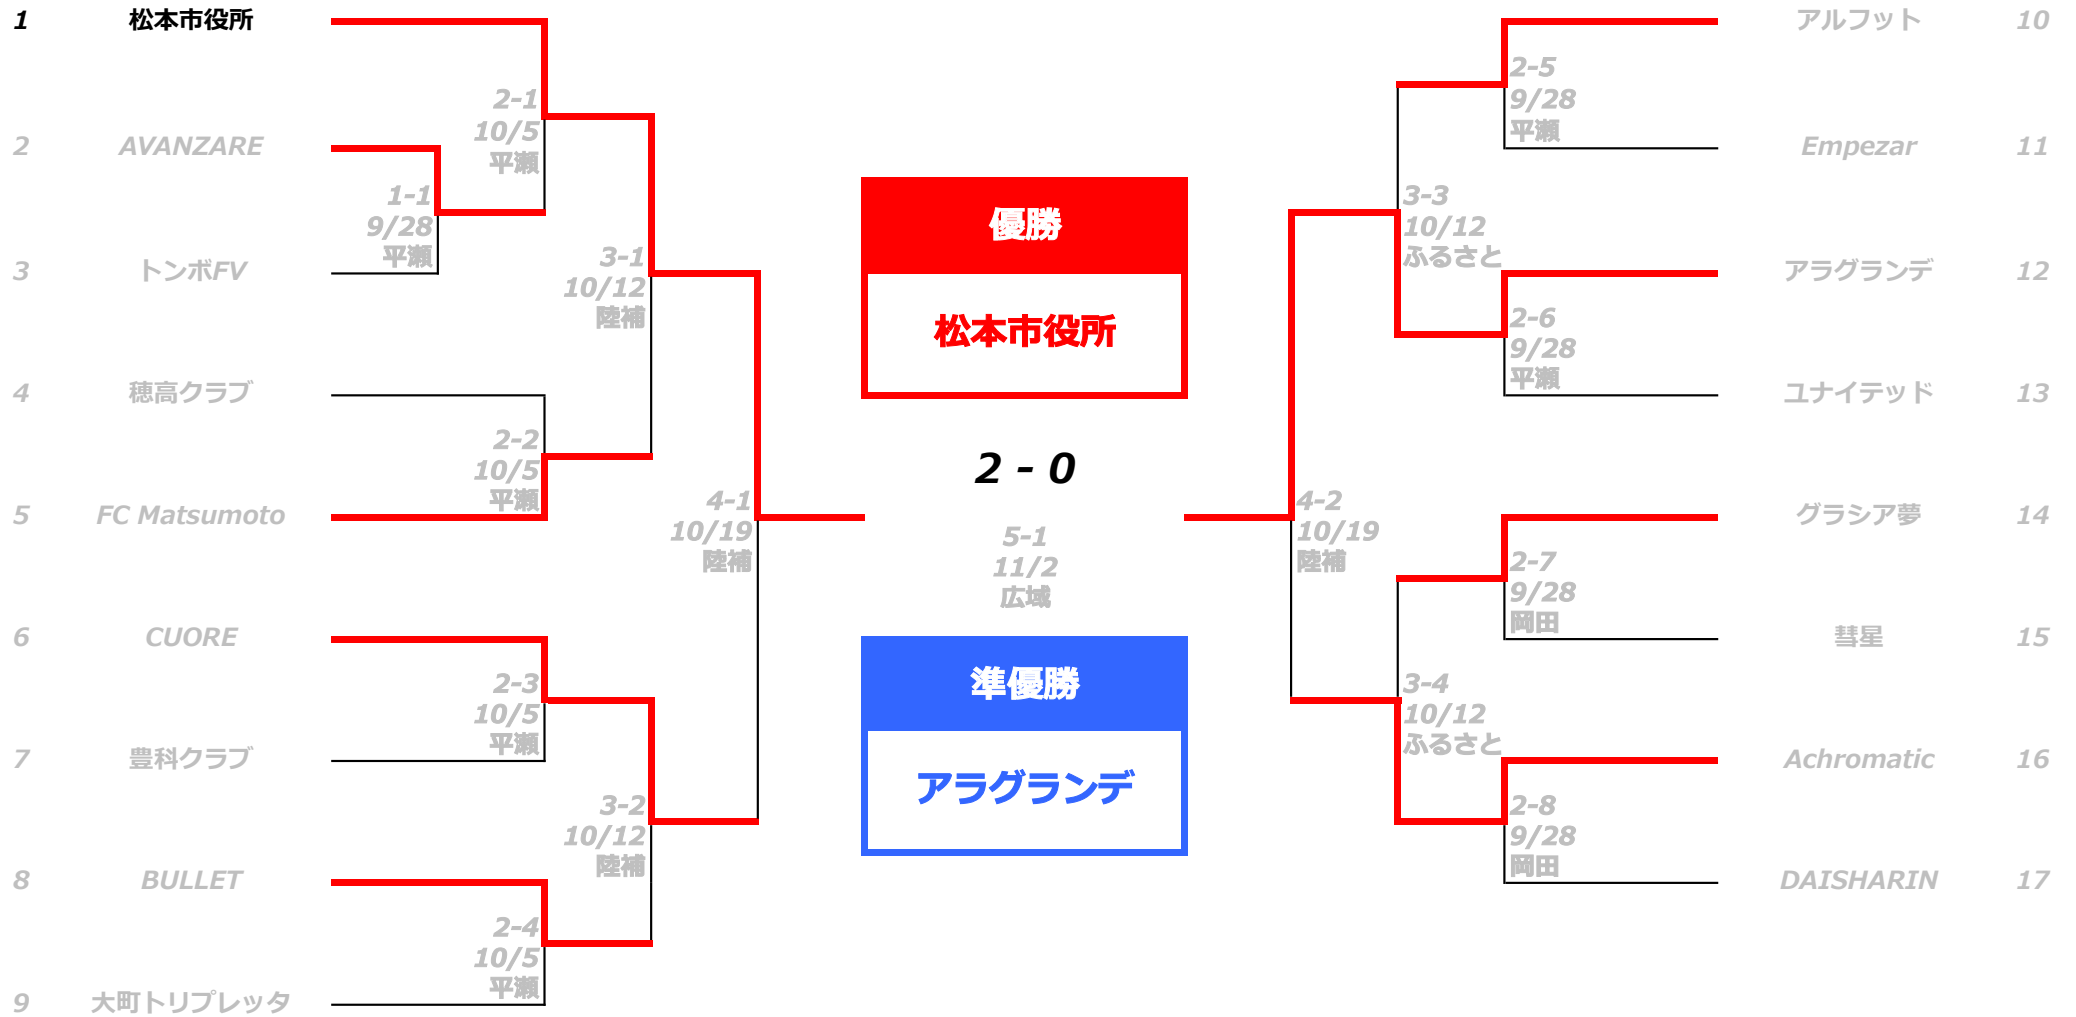 1 松本市役所
2 AVANZARE
3 トンボFV
4 穂高クラブ
5 FC Matsumoto
6 CUORE
7 豊科クラブ
8 BULLET
9 大町トリプレッタ
1-1
9/28
平瀬
2-1
10/5
平瀬
2-2
10/5
平瀬
2-3
10/5
平瀬
2-4
10/5
平瀬
3-1
10/12
陸補
3-2
10/12
陸補
4-1
10/19
陸補
優勝
松本市役所
2 - 0
5-1
11/2
広域
準優勝
アラグランデ
4-2
10/19
陸補
3-3
10/12
ふるさと
3-4
10/12
ふるさと
2-5
9/28
平瀬
2-6
9/28
平瀬
2-7
9/28
岡田
2-8
9/28
岡田
アルフット 10
Empezar 11
アラグランデ 12
ユナイテッド 13
グラシア夢 14
彗星 15
Achromatic 16
DAISHARIN 17